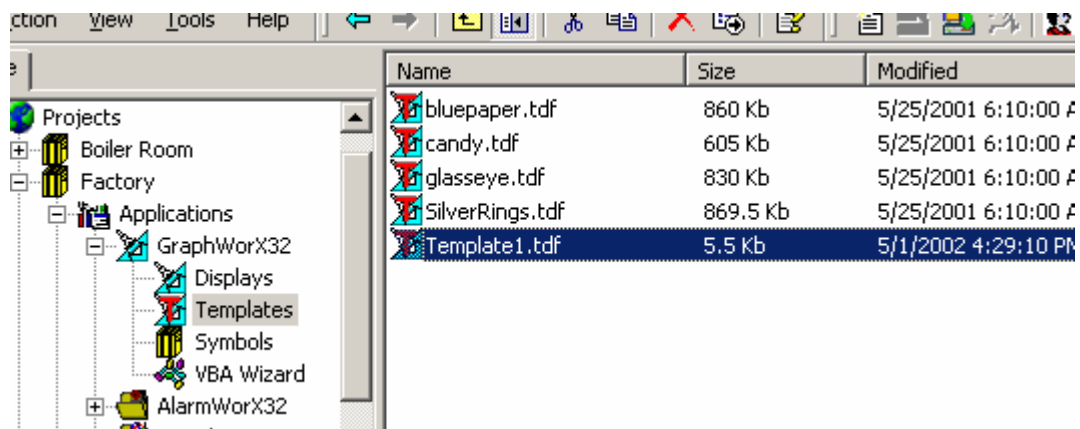 ction View Tools Help
e
Name Size Modified
Projects
bluepaper.tdf 860 Kb 5/25/2001 6:10:00 A
Boiler Room
candy.tdf 605 Kb 5/25/2001 6:10:00 A
Factory
glasseye.tdf 830 Kb 5/25/2001 6:10:00 A
Applications
SilverRings.tdf 869.5 Kb 5/25/2001 6:10:00 A
GraphWorX32
Template1.tdf 5.5 Kb 5/1/2002 4:29:10 PM
Displays
Templates
Symbols
VBA Wizard
AlarmWorX32